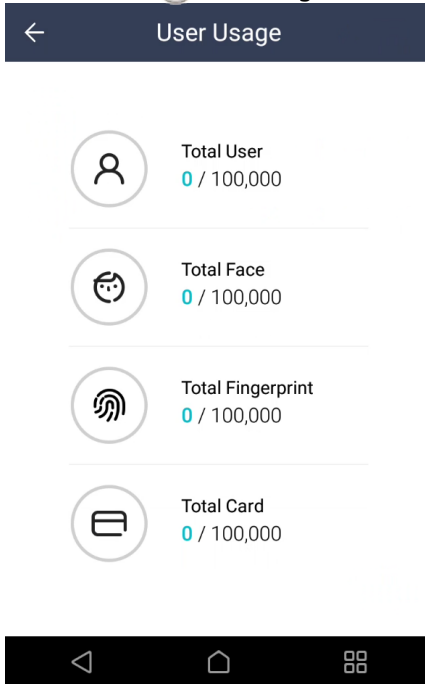 User Usage
Total User
0 / 100,000
Total Face
0 / 100,000
Total Fingerprint
0 / 100,000
Total Card
0 / 100,000